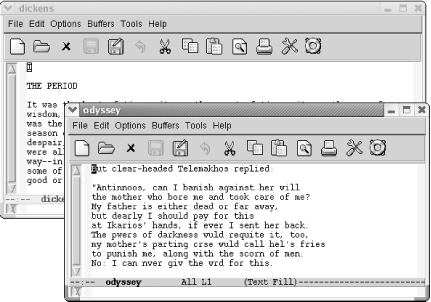 dickens
File Edit Options Buffers Tools Help
I
THE PERIOD
It was
wisdom,
was the
season o
despair,
were all
way--in
some of
good or
--:-- dicke
odyssey
File Edit Options Buffers Tools Help
But clear-headed Telemakhos replied:
"Antinnoos, can I banish against her will
the mother who bore me and took care of me?
My father is either dead or far away,
but dearly I should pay for this
at Ikarios' hands, if ever I sent her back.
The pwers of darkness wuld requite it, too,
my mother's parting crse wuld call hel's fries
to punish me, along with the scorn of men.
No: I can nver giv the wrd for this.
--:-- odyssey All L1 (Text Fill)